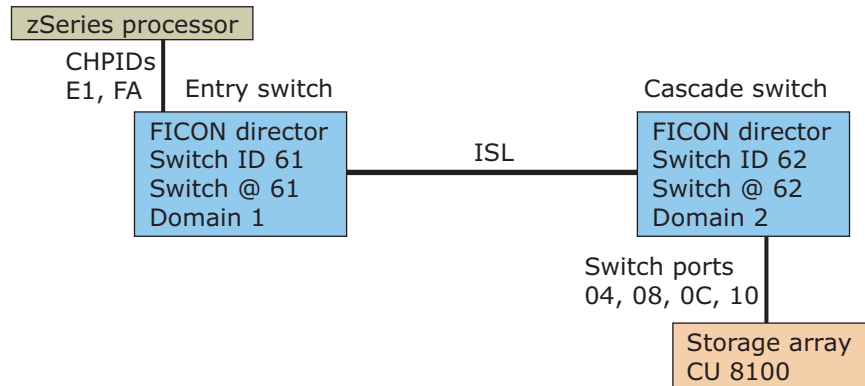 zSeries processor
CHPIDs
E1, FA
Entry switch
Cascade switch
FICON director
Switch ID 61
Switch @ 61
Domain 1
ISL
FICON director
Switch ID 62
Switch @ 62
Domain 2
Switch ports
04, 08, 0C, 10
Storage array
CU 8100